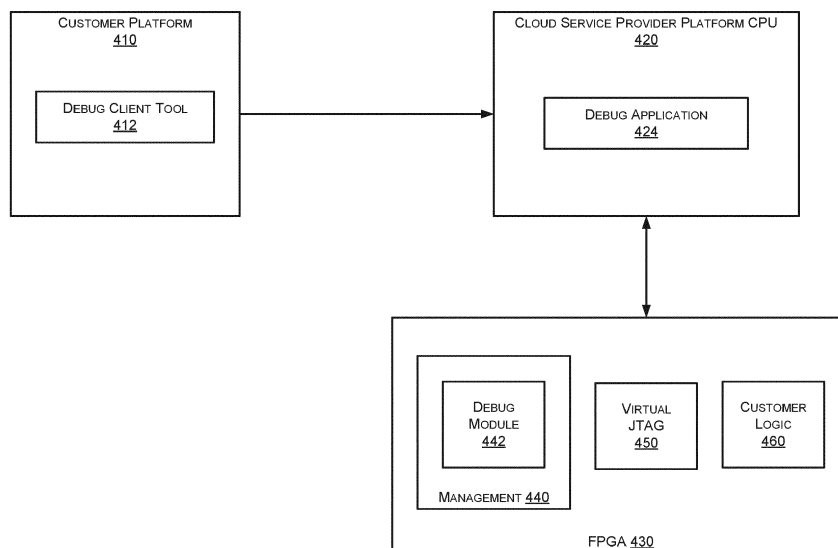 CUSTOMER PLATFORM
410
DEBUG CLIENT TOOL
412
CLOUD SERVICE PROVIDER PLATFORM CPU
420
DEBUG APPLICATION
424
DEBUG
MODULE
442
MANAGEMENT 440
VIRTUAL
JTAG
450
CUSTOMER
LOGIC
460
FPGA 430